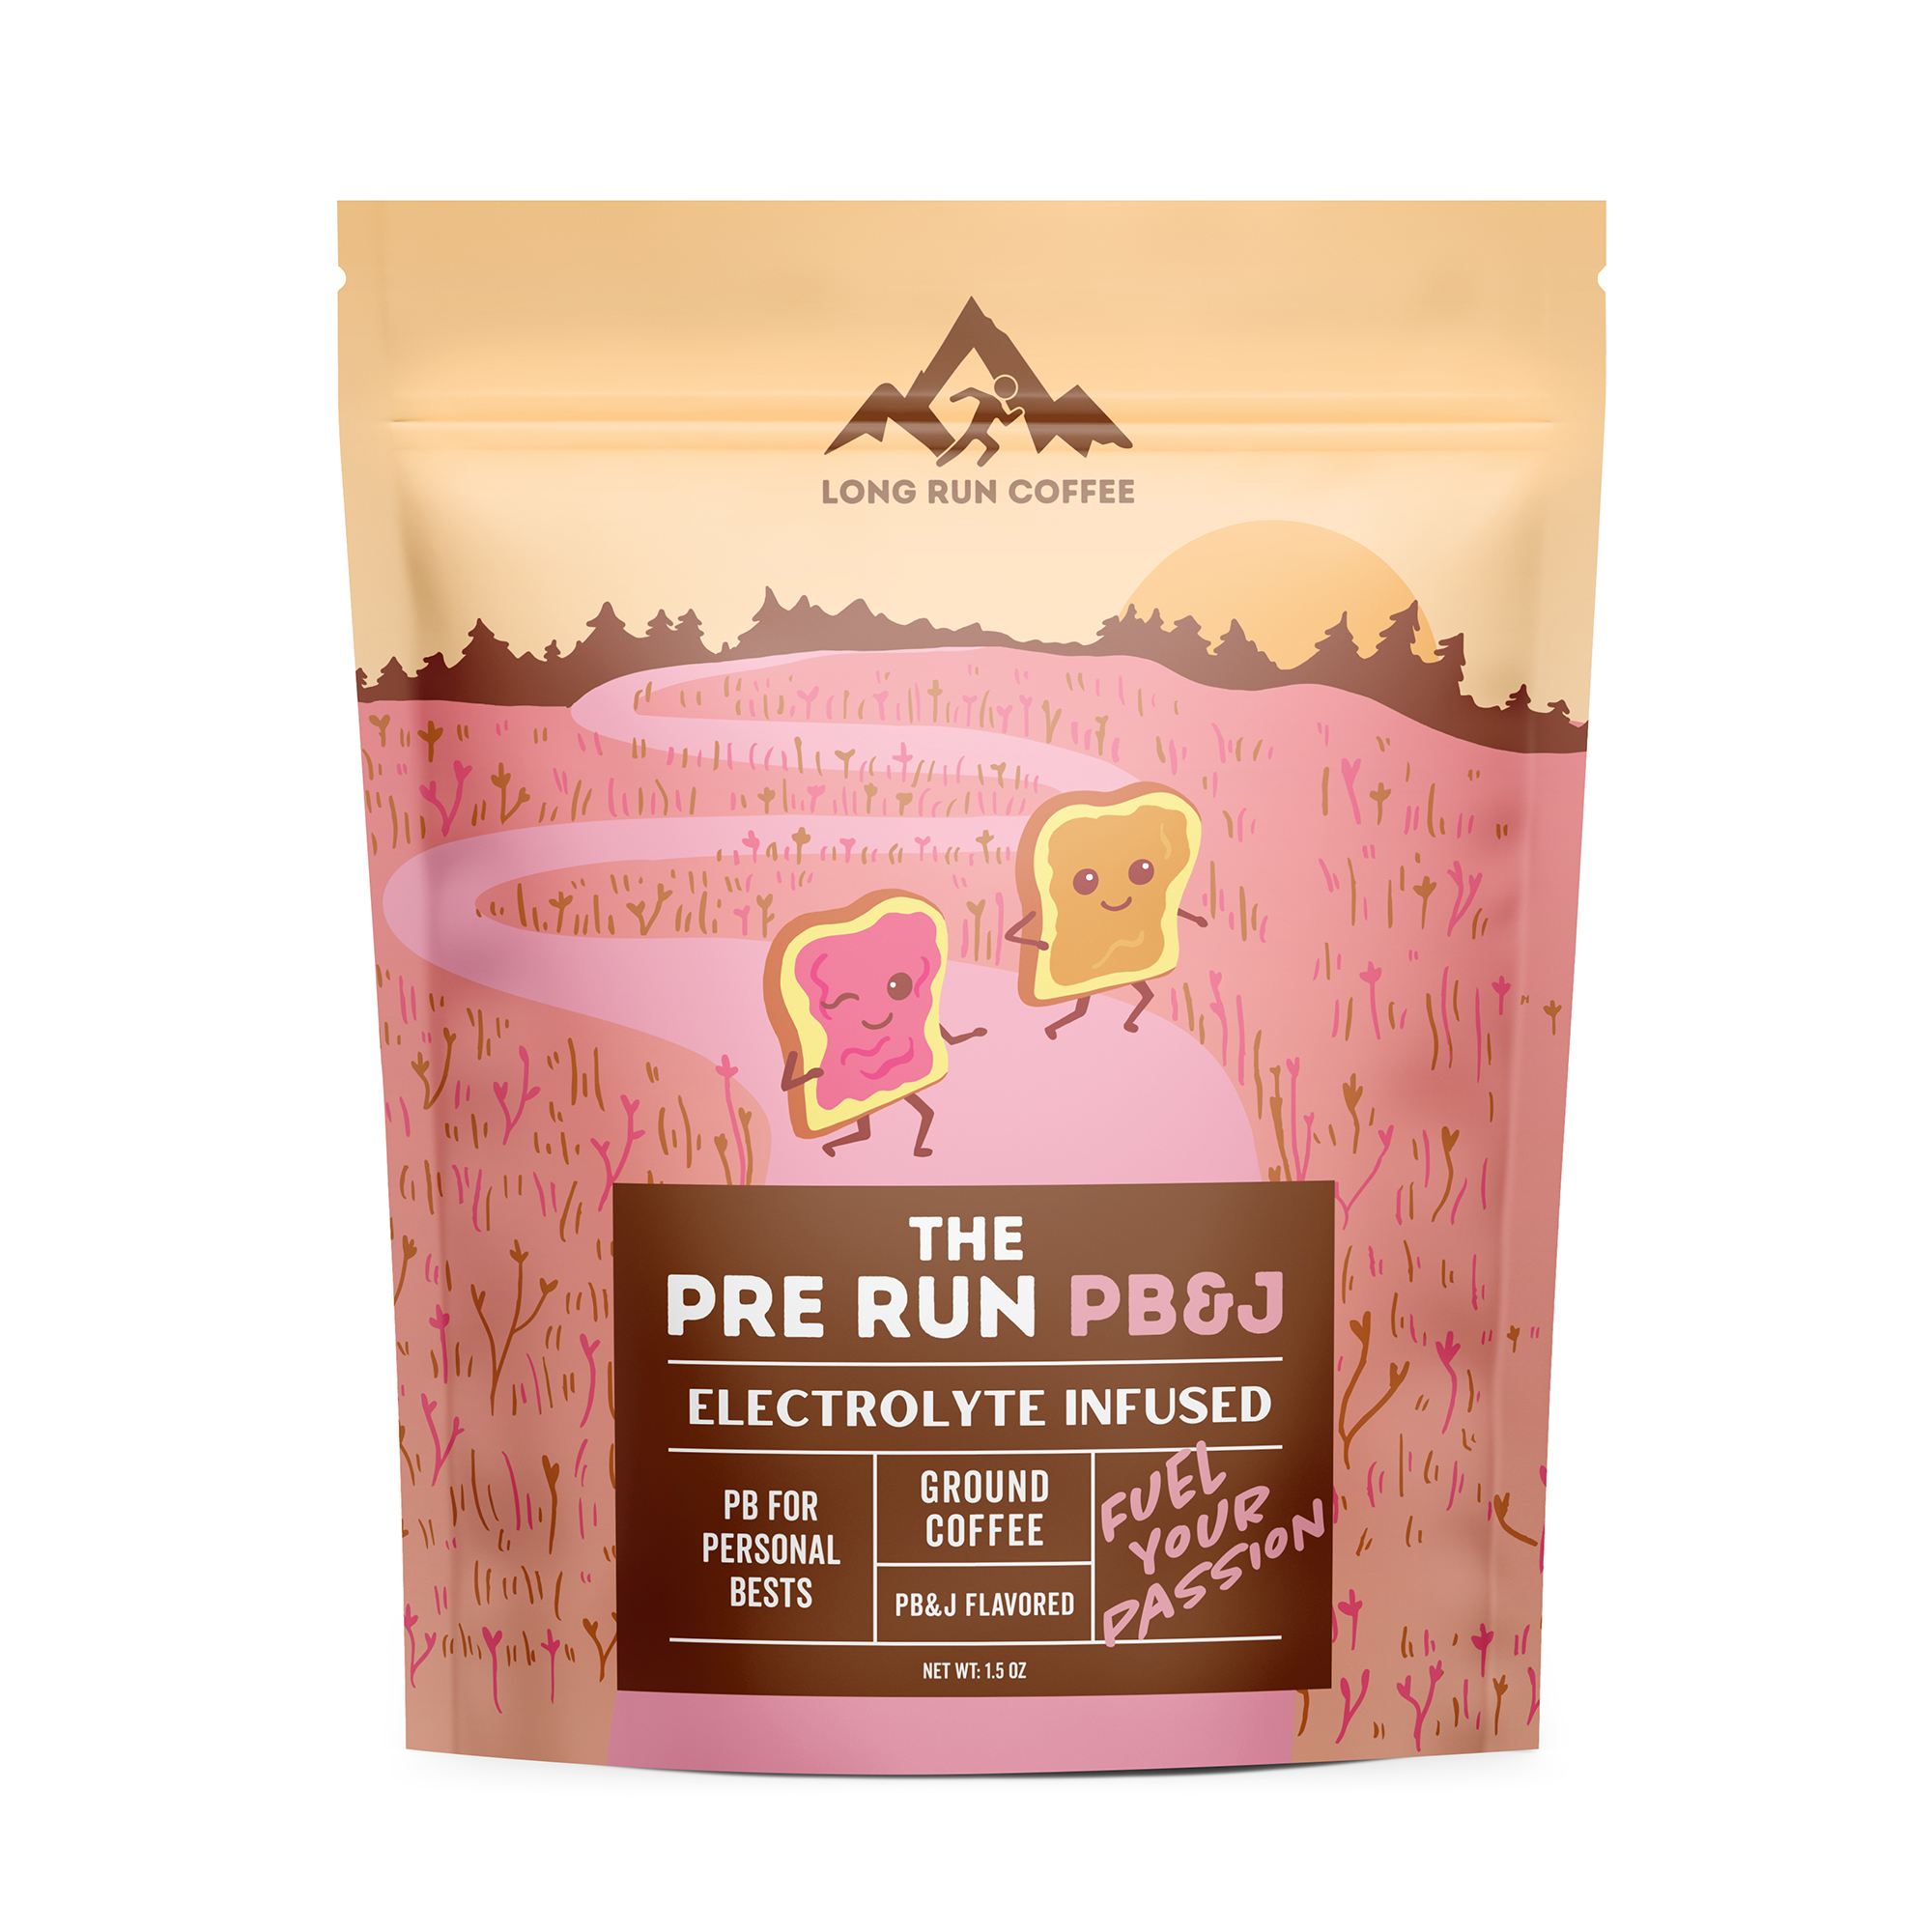 LONG RUN COFFEE
THE
PRE RUN PB&J
ELECTROLYTE INFUSED
PB FOR
PERSONAL
BESTS
GROUND
COFFEE
PB&J FLAVORED
FUEL
YOUR
PASSION
NET WT: 1.5 OZ